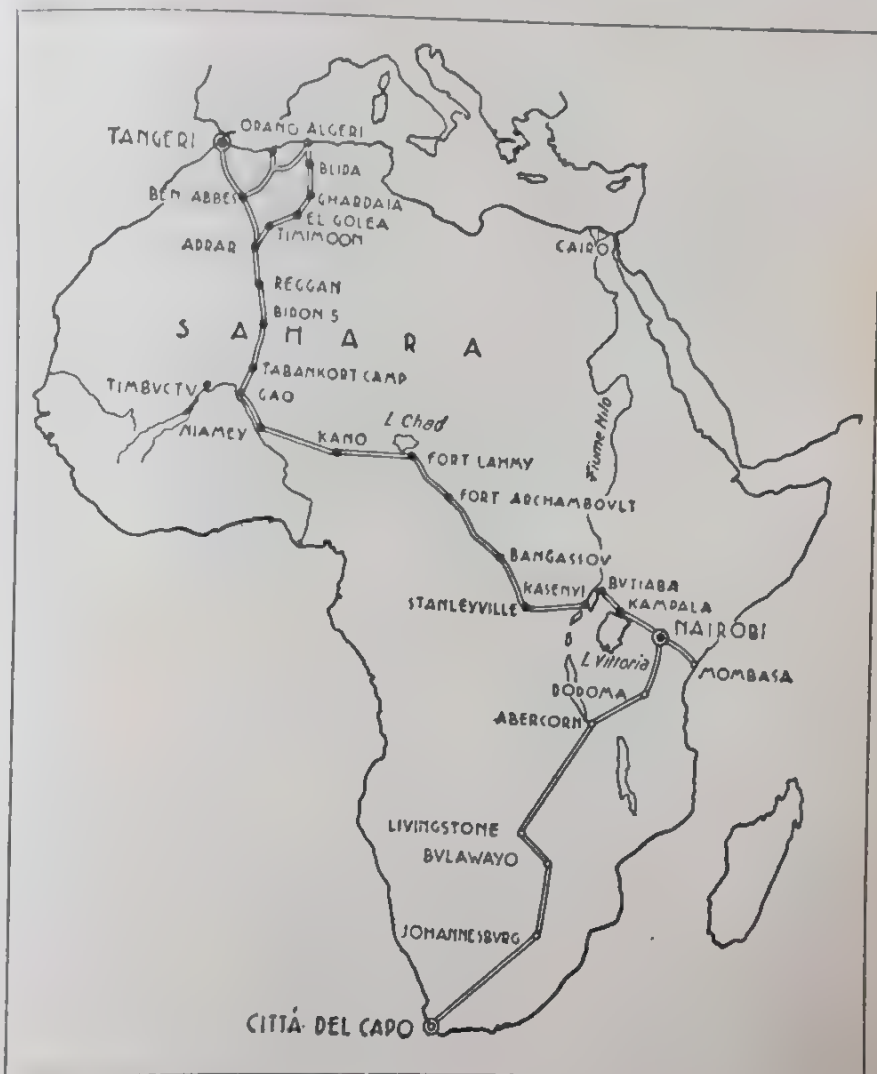 TANGERI
ORANO ALGERI
BLIDA
BEN ABBES
GHARDAIA
EL GOLEA
TIMIMOON
ADRAR
CAIRO
REGGAN
BIDON 5
SAHARA
TABANKORT CAMP
TIMBVCTV
GAO
Fiume Nilo
L Chad
NIAMEY
KANO
FORT LAHMY
FORT ARCHAMBOVLT
BANGASSOV
KASENYI
BVTIABA
STANLEYVILLE
KAMPALA
NAIROBI
L Vittoria
MOMBASA
DODOMA
ABERCORN
LIVINGSTONE
BVLAWAYO
JOHANNESBVRG
CITTÁ DEL CAPO